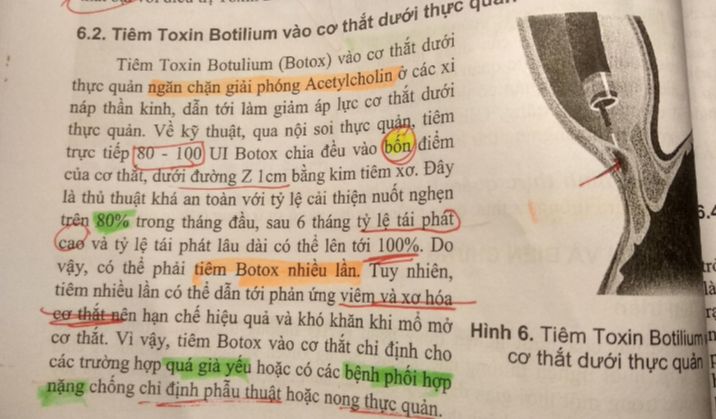 6.2. Tiêm Toxin Botilium vào cơ thắt dưới thực quản
Tiêm Toxin Botulium (Botox) vào cơ thắt dưới
thực quản ngăn chặn giải phóng Acetylcholin ở các xi
náp thần kinh, dẫn tới làm giảm áp lực cơ thắt dưới
thực quản. Về kỹ thuật, qua nội soi thực quản, tiêm
trực tiếp 80 - 100 UI Botox chia đều vào bốn điểm
của cơ thắt, dưới đường Z 1cm bằng kim tiêm xơ. Đây
là thủ thuật khá an toàn với tỷ lệ cải thiện nuốt nghẹn
trên 80% trong tháng đầu, sau 6 tháng tỷ lệ tái phát
cao và tỷ lệ tái phát lâu dài có thể lên tới 100%. Do
vậy, có thể phải tiêm Botox nhiều lần. Tuy nhiên,
tiêm nhiều lần có thể dẫn tới phản ứng viêm và xơ hóa
cơ thắt nên hạn chế hiệu quả và khó khăn khi mổ mở
cơ thắt. Vì vậy, tiêm Botox vào cơ thắt chỉ định cho
các trường hợp quá già yếu hoặc có các bệnh phối hợp
nặng chống chỉ định phẫu thuật hoặc nong thực quản.
Hình 6. Tiêm Toxin Botilium
cơ thắt dưới thực quản
6.4
là